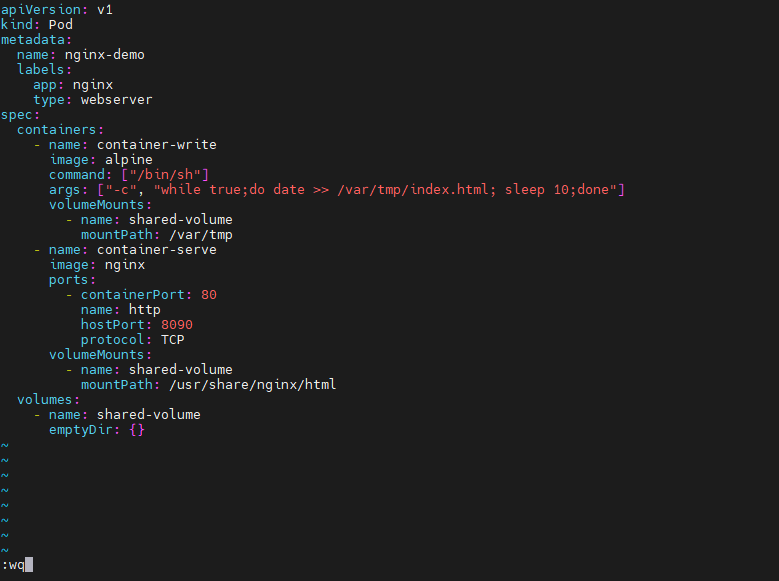 apiVersion: v1
kind: Pod
metadata:
  name: nginx-demo
  labels:
    app: nginx
    type: webserver
spec:
  containers:
    - name: container-write
      image: alpine
      command: ["/bin/sh"]
      args: ["-c", "while true;do date >> /var/tmp/index.html; sleep 10;done"]
      volumeMounts:
        - name: shared-volume
          mountPath: /var/tmp
    - name: container-serve
      image: nginx
      ports:
        - containerPort: 80
          name: http
          hostPort: 8090
          protocol: TCP
      volumeMounts:
        - name: shared-volume
          mountPath: /usr/share/nginx/html
  volumes:
    - name: shared-volume
      emptyDir: {}
~
~
~
~
~
~
~
~
:wq